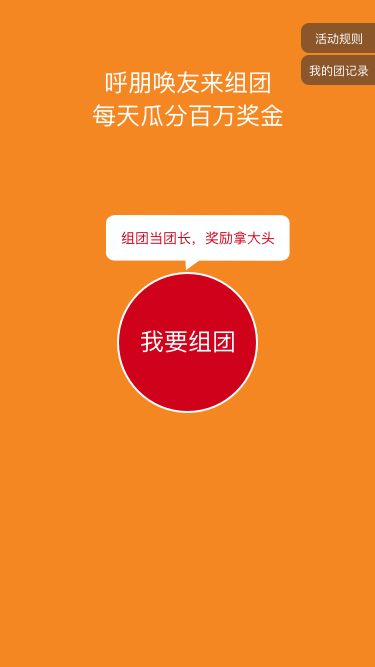 活动规则
我的团记录
呼朋唤友来组团
每天瓜分百万奖金
组团当团长，奖励拿大头
我要组团